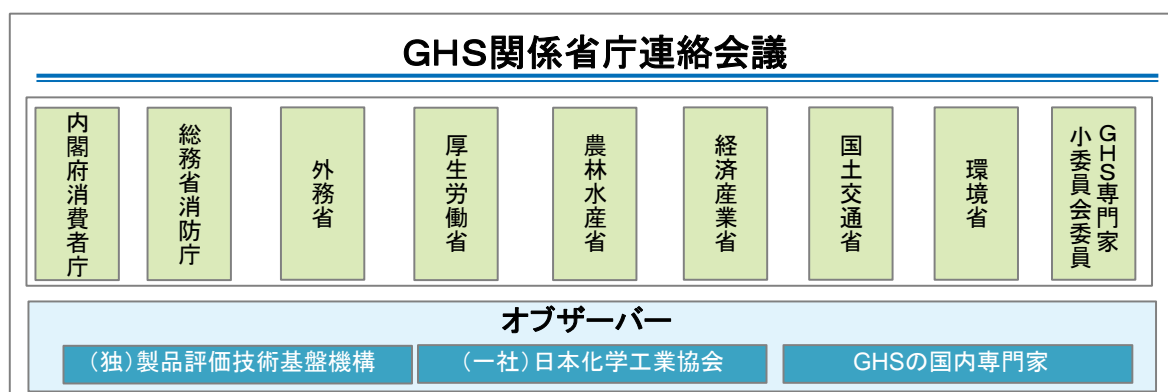 GHS関係省庁連絡会議
内閣府消費者庁
総務省消防庁
外務省
厚生労働省
農林水産省
経済産業省
国土交通省
環境省
GHS専門家
小委員会委員
オブザーバー
（独）製品評価技術基盤機構
（一社）日本化学工業協会
GHSの国内専門家